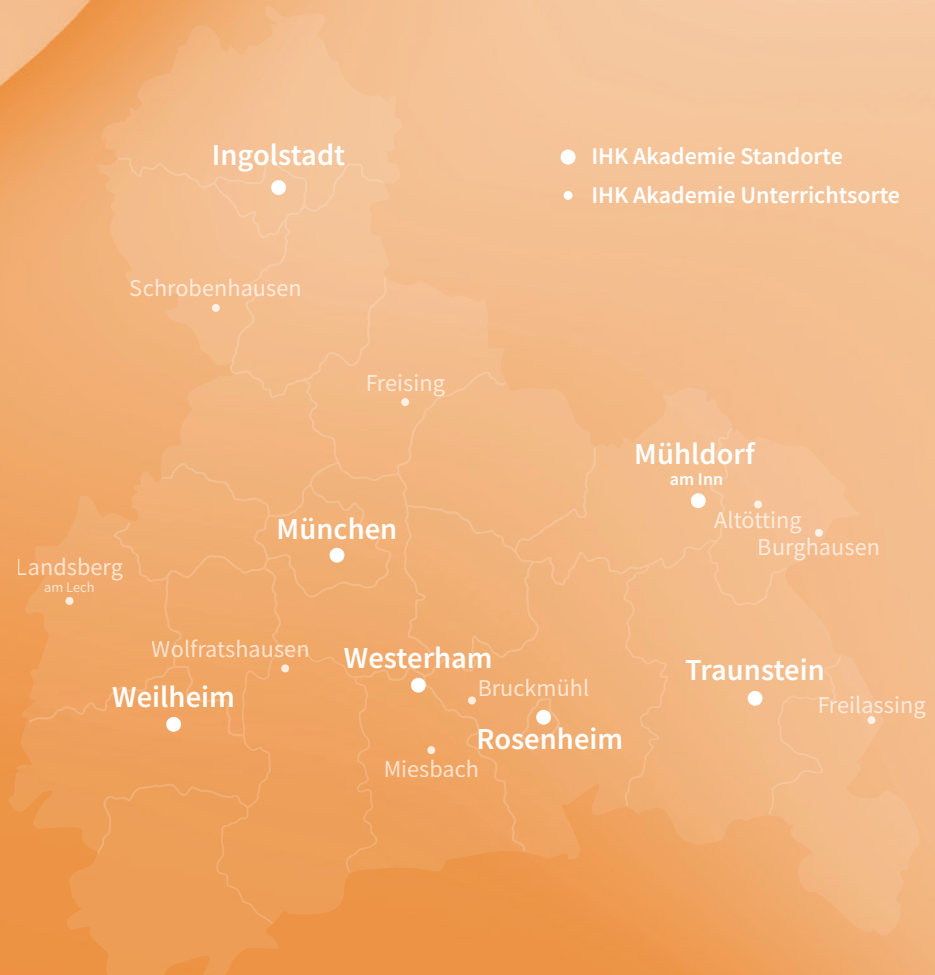 Ingolstadt
IHK Akademie Standorte
IHK Akademie Unterrichtsorte
Schrobenhausen
Freising
Mühldorf
am Inn
Altötting
Burghausen
München
Landsberg
am Lech
Wolfratshausen
Westerham
Weilheim
Bruckmühl
Rosenheim
Miesbach
Traunstein
Freilassing